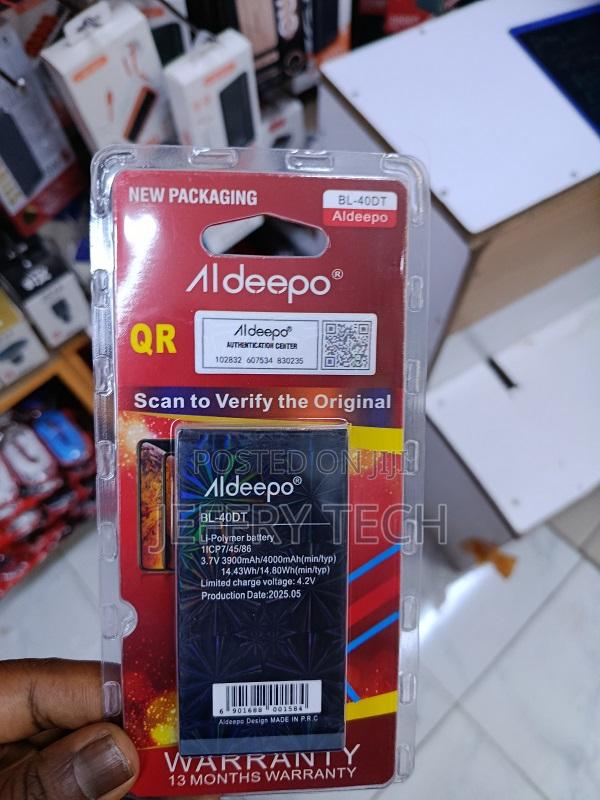 NEW PACKAGING
BL-40DT
Aldeepo
Aldeepo®
QR
Aldeepo®
AUTHENTICATION CENTER
102832 607534 830235
Scan to Verify the Original
POSTED ON JIJI
Aldeepo®
JEFFRY TECH
BL-40DT
Li-Polymer battery
1ICP7/45/86
3.7V 3900mAh/4000mAh(min/typ)
14.43Wh/14.80Wh(min/typ)
Limited charge voltage: 4.2V
Production Date:2025.05
6 901688 001584
Aldeepo Design MADE IN P.R.C
WARRANTY
13 MONTHS WARRANTY